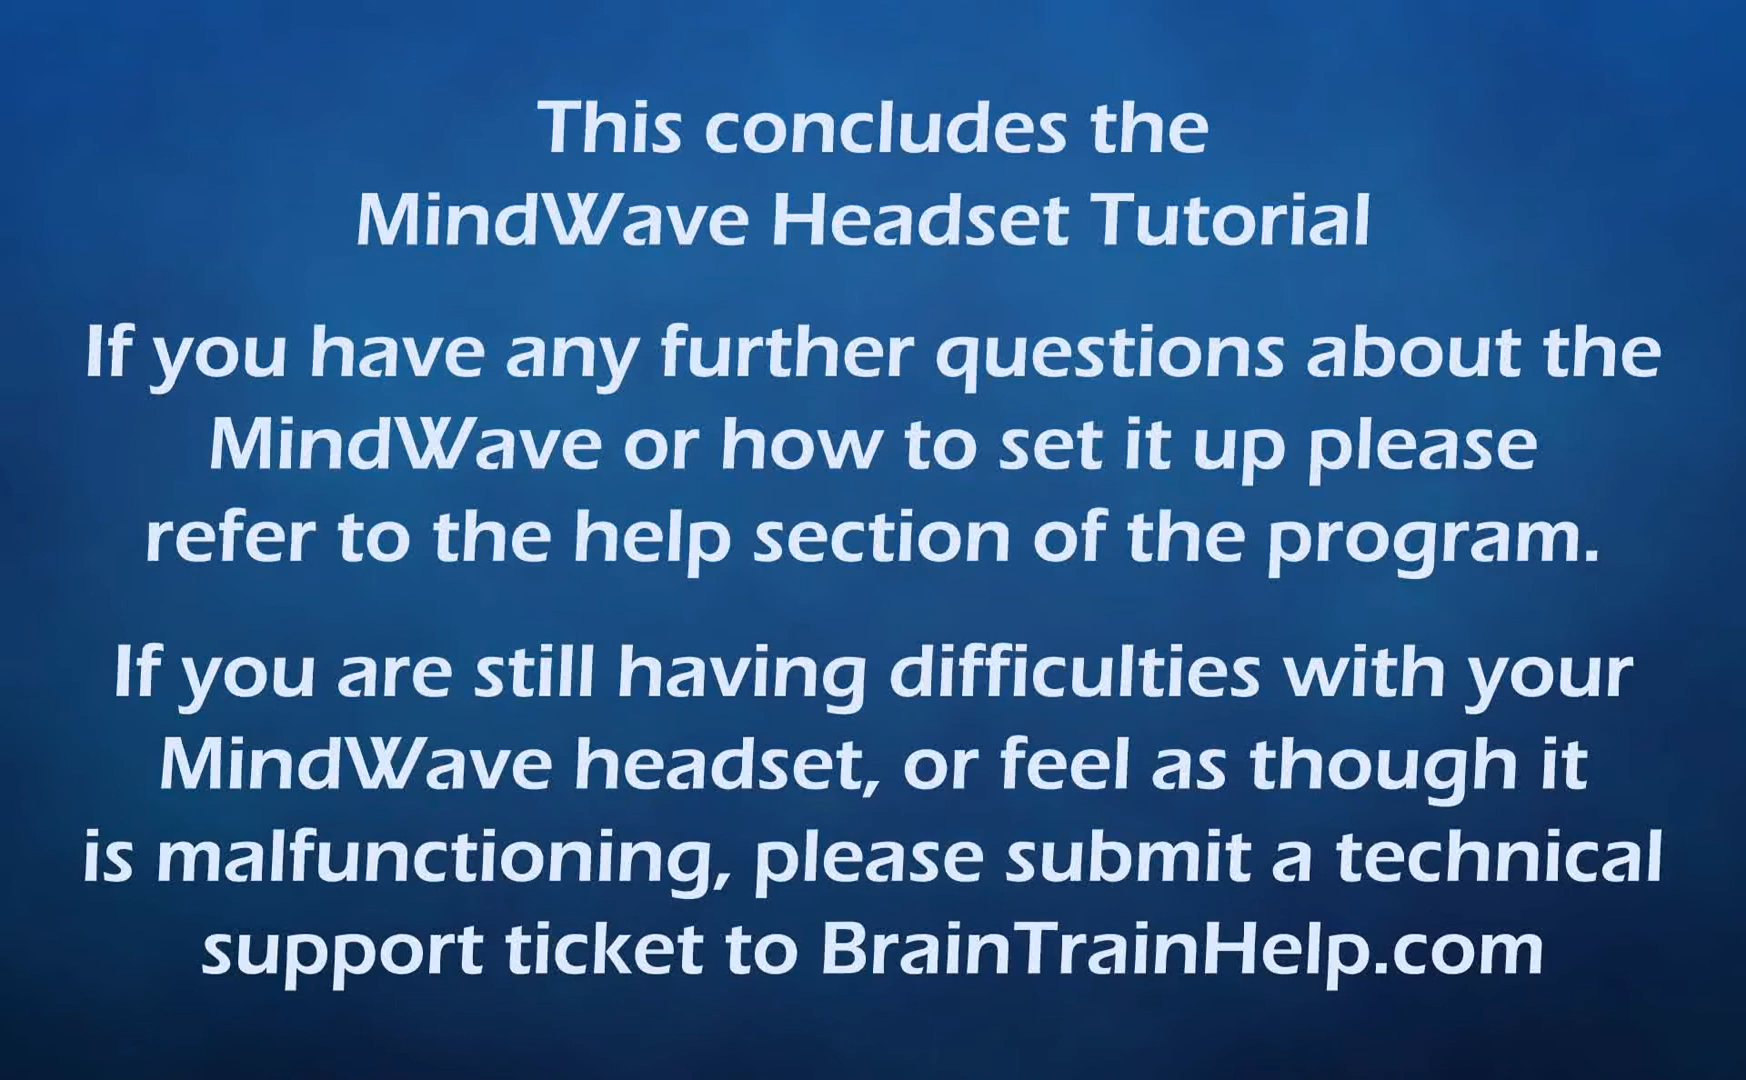 This concludes the
MindWave Headset Tutorial
If you have any further questions about the
MindWave or how to set it up please
refer to the help section of the program.
If you are still having difficulties with your
MindWave headset, or feel as though it
is malfunctioning, please submit a technical
support ticket to BrainTrainHelp.com